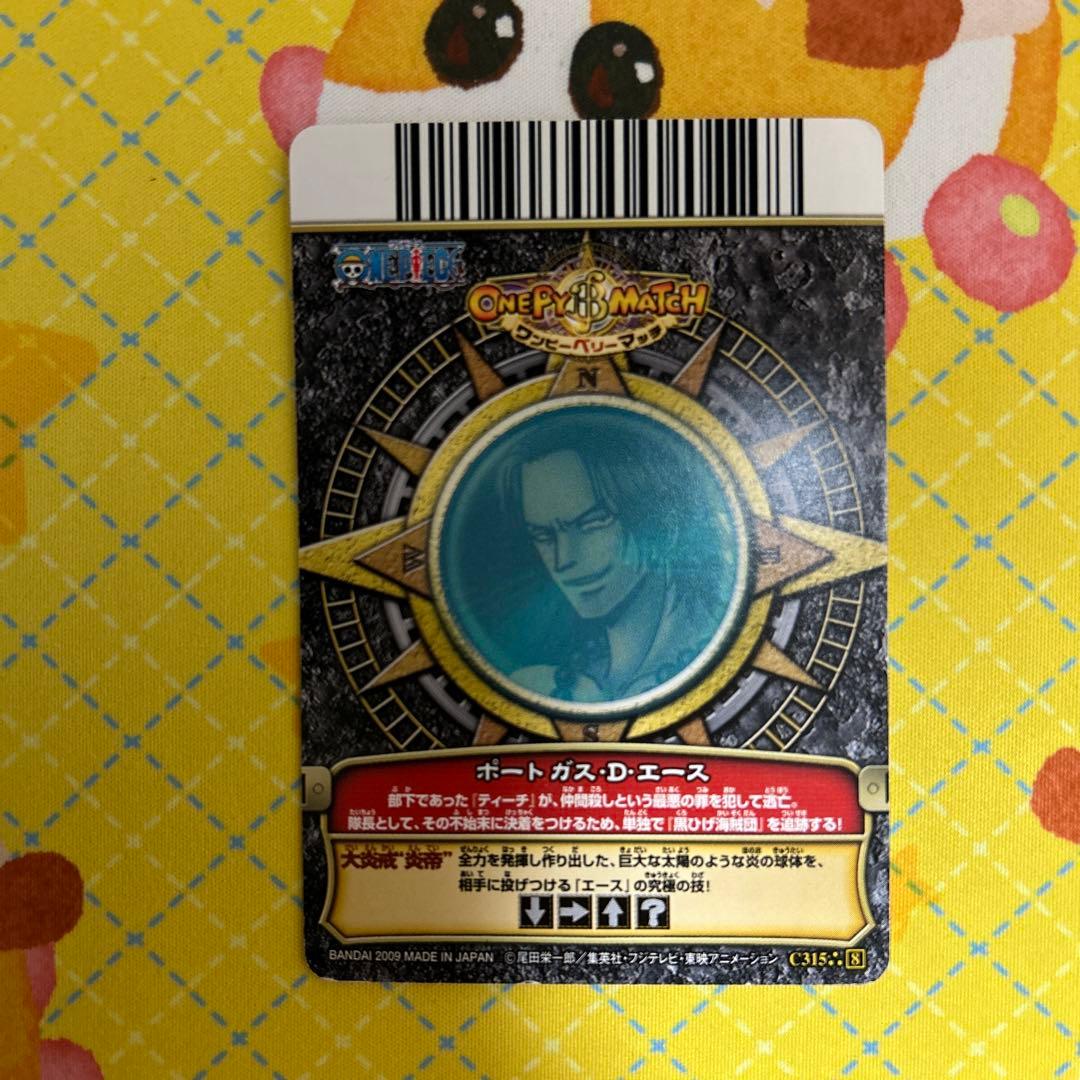 ONE PIECE
ONEPY MATCH
ワンピーベリーマッチ
N
W
E
S
ポートガス・D・エース
部下であった『ティーチ』が、仲間殺しという最悪の罪を犯して逃亡。
隊長として、その不始末に決着をつけるため、単独で『黒ひげ海賊団』を追跡する!
大炎戒“炎帝” 全力を発揮し作り出した、巨大な太陽のような炎の球体を、
相手に投げつける『エース』の究極の技!
↓→↑?
BANDAI 2009 MADE IN JAPAN ©尾田栄一郎/集英社・フジテレビ・東映アニメーション C315 8